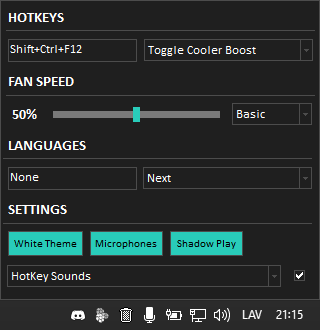 HOTKEYS
Shift+Ctrl+F12 Toggle Cooler Boost
FAN SPEED
50% Basic
LANGUAGES
None Next
SETTINGS
White Theme Microphones Shadow Play
HotKey Sounds
LAV 21:15